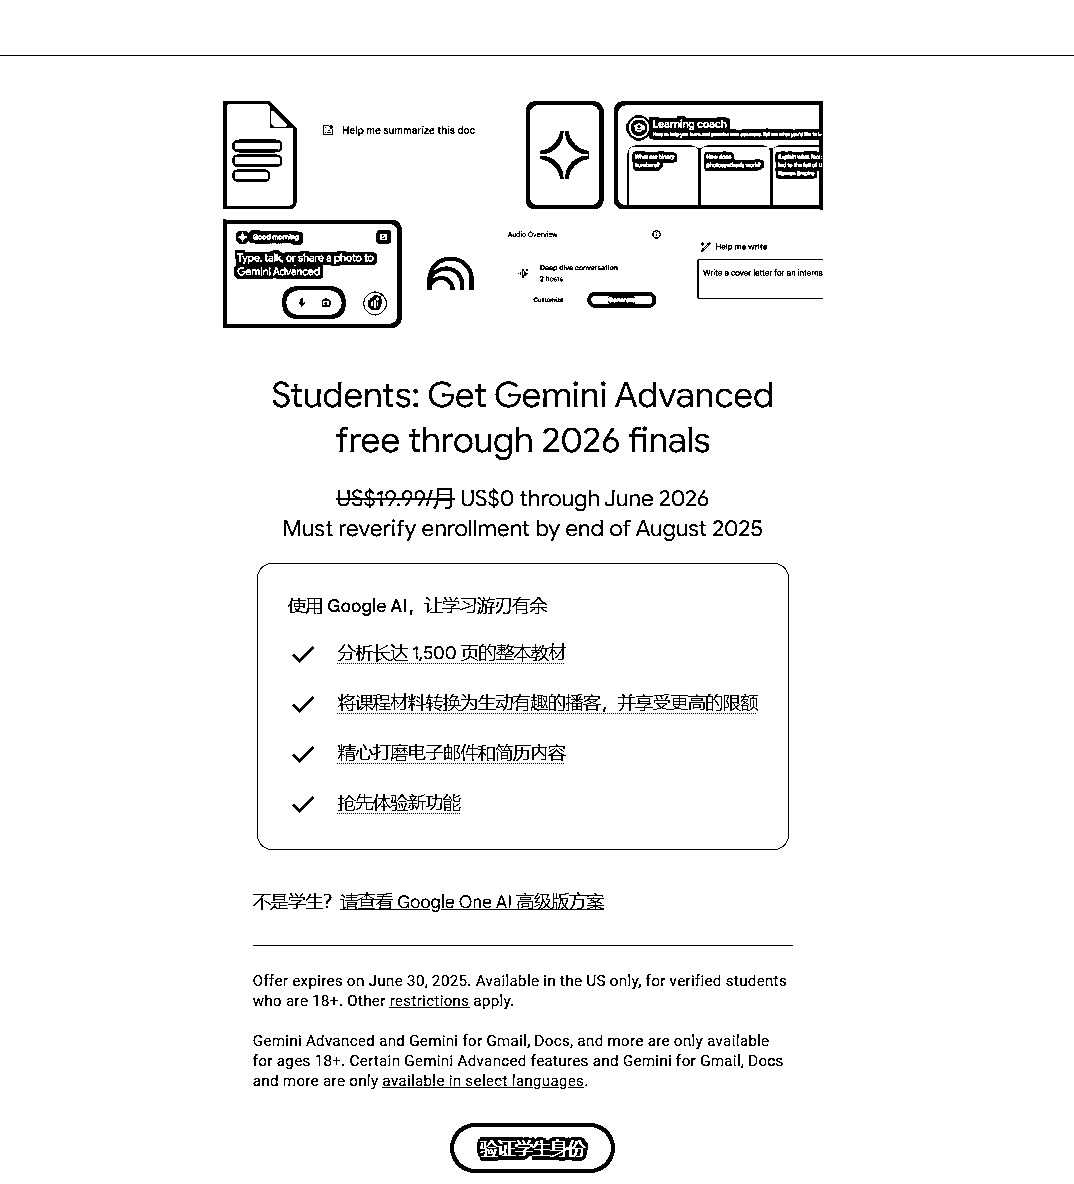 Help me summarize this doc
Learning coach
What are binary
numbers?
How does
photosynthesis work?
Good morning
Type, talk, or share a photo to
Gemini Advanced
Audio Overview
Deep dive conversation
2 hosts
Customize
Help me write
Write a cover letter for an interns
Students: Get Gemini Advanced
free through 2026 finals
US$19.99/月 US$0 through June 2026
Must reverify enrollment by end of August 2025
使用 Google AI，让学习游刃有余
分析长达 1,500 页的整本教材
将课程材料转换为生动有趣的播客，并享受更高的限额
精心打磨电子邮件和简历内容
抢先体验新功能
不是学生？请查看 Google One AI 高级版方案
Offer expires on June 30, 2025. Available in the US only, for verified students
who are 18+. Other restrictions apply.
Gemini Advanced and Gemini for Gmail, Docs, and more are only available
for ages 18+. Certain Gemini Advanced features and Gemini for Gmail, Docs
and more are only available in select languages.
验证学生身份